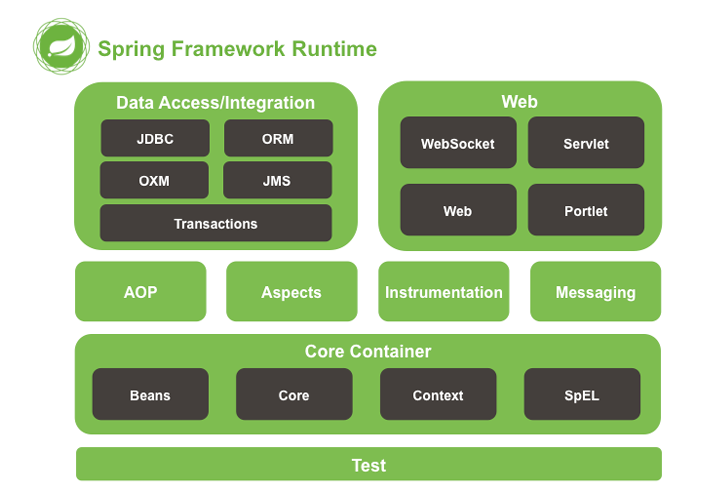 Spring Framework Runtime
Data Access/Integration
JDBC
ORM
OXM
JMS
Transactions
Web
WebSocket
Servlet
Web
Portlet
AOP
Aspects
Instrumentation
Messaging
Core Container
Beans
Core
Context
SpEL
Test